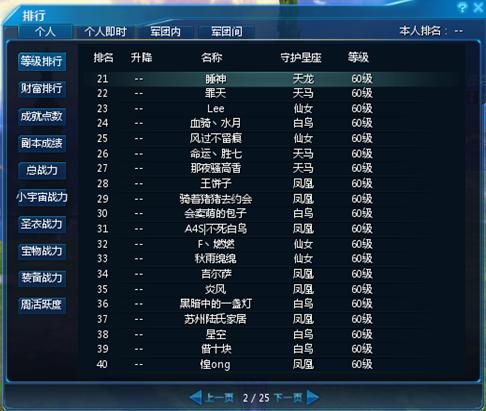 排行
个人 个人即时 军团内 军团间 本人排名： --
排名 升降 名称 守护星座 等级
等级排行
财富排行
成就点数
副本成绩
总战力
小宇宙战力
圣衣战力
宝物战力
装备战力
周活跃度
21 -- 睡神 天龙 60级
22 -- 罪天 天马 60级
23 -- Lee 仙女 60级
24 -- 血骑丶水月 白鸟 60级
25 -- 风过不留痕 仙女 60级
26 -- 命运丶胜七 天马 60级
27 -- 那夜骚高香 天马 60级
28 -- 王饼子 凤凰 60级
29 -- 骑着猪猪去约会 凤凰 60级
30 -- 会卖萌的包子 白鸟 60级
31 -- A4S|不死白鸟 凤凰 60级
32 -- F丶燃燃 仙女 60级
33 -- 秋雨绵绵 仙女 60级
34 -- 吉尔萨 凤凰 60级
35 -- 炎风 凤凰 60级
36 -- 黑暗中的一盏灯 白鸟 60级
37 -- 苏州陆氏家居 凤凰 60级
38 -- 星空 白鸟 60级
39 -- 借十块 白鸟 60级
40 -- 惶ong 凤凰 60级
上一页 2 / 25 下一页